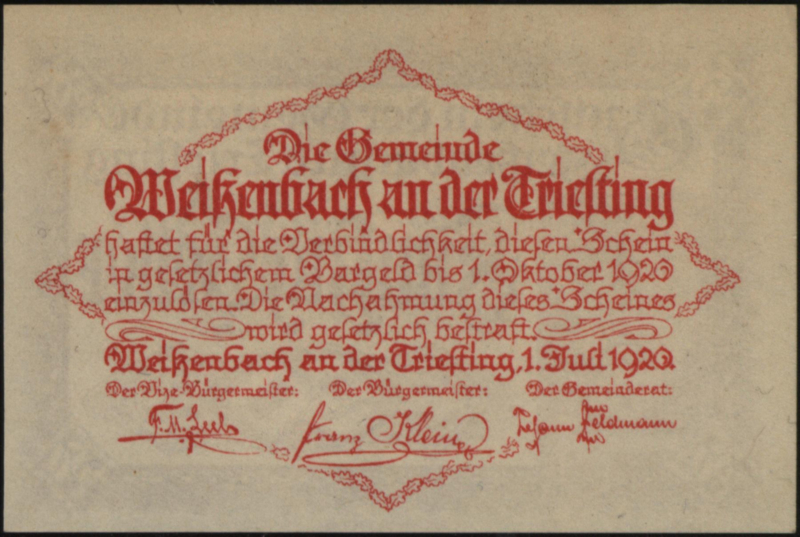 Die Gemeinde
Weißenbach an der Triesting
haftet für die Verbindlichkeit, diesen Schein
in gesetzlichem Bargeld bis 1. Oktober 1920
einzulösen. Die Nachahmung dieses Scheines
wird gesetzlich bestraft.
Weißenbach an der Triesting, 1. Juli 1920.
Der Vize-Bürgermeister: Der Bürgermeister: Der Gemeinderat:
Franz Klein Johann Feldmann